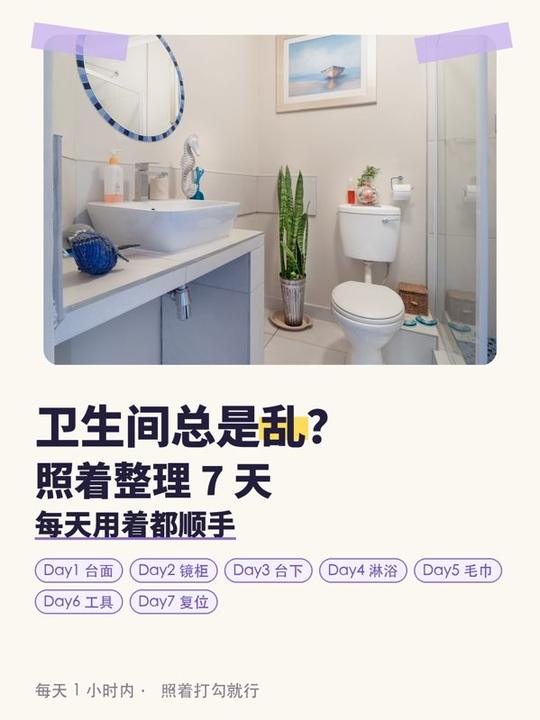 卫生间总是乱?
照着整理 7 天
每天用着都顺手
Day1 台面 Day2 镜柜 Day3 台下 Day4 淋浴 Day5 毛巾
Day6 工具 Day7 复位
每天 1 小时内 · 照着打勾就行